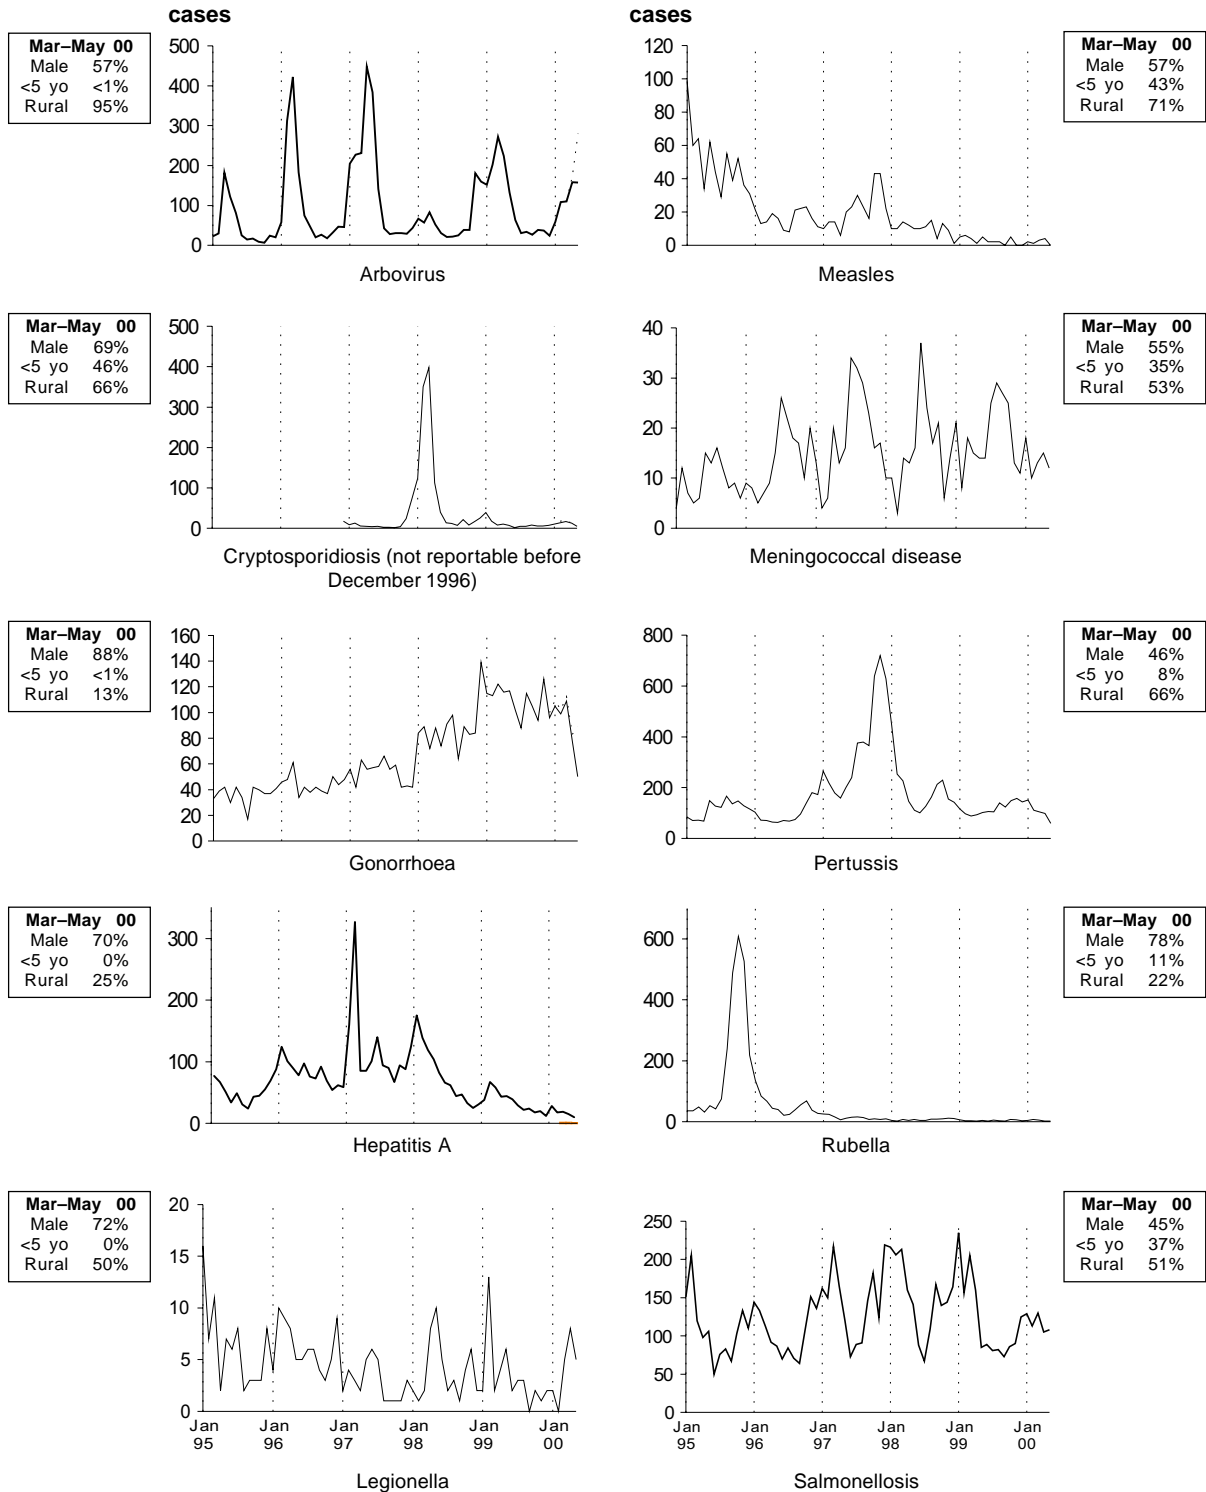 cases
Mar–May 00
Male 57%
<5 yo <1%
Rural 95%
500
400
300
200
100
0
Arbovirus
cases
120
100
80
60
40
20
0
Measles
Mar–May 00
Male 57%
<5 yo 43%
Rural 71%
Mar–May 00
Male 69%
<5 yo 46%
Rural 66%
500
400
300
200
100
0
Cryptosporidiosis (not reportable before
December 1996)
40
30
20
10
0
Meningococcal disease
Mar–May 00
Male 55%
<5 yo 35%
Rural 53%
Mar–May 00
Male 88%
<5 yo <1%
Rural 13%
160
140
120
100
80
60
40
20
0
Gonorrhoea
800
600
400
200
0
Pertussis
Mar–May 00
Male 46%
<5 yo 8%
Rural 66%
Mar–May 00
Male 70%
<5 yo 0%
Rural 25%
300
200
100
0
Hepatitis A
600
400
200
0
Rubella
Mar–May 00
Male 78%
<5 yo 11%
Rural 22%
Mar–May 00
Male 72%
<5 yo 0%
Rural 50%
20
15
10
5
0
Jan Jan Jan Jan Jan Jan
95 96 97 98 99 00
Legionella
250
200
150
100
50
0
Jan Jan Jan Jan Jan Jan
95 96 97 98 99 00
Salmonellosis
Mar–May 00
Male 45%
<5 yo 37%
Rural 51%